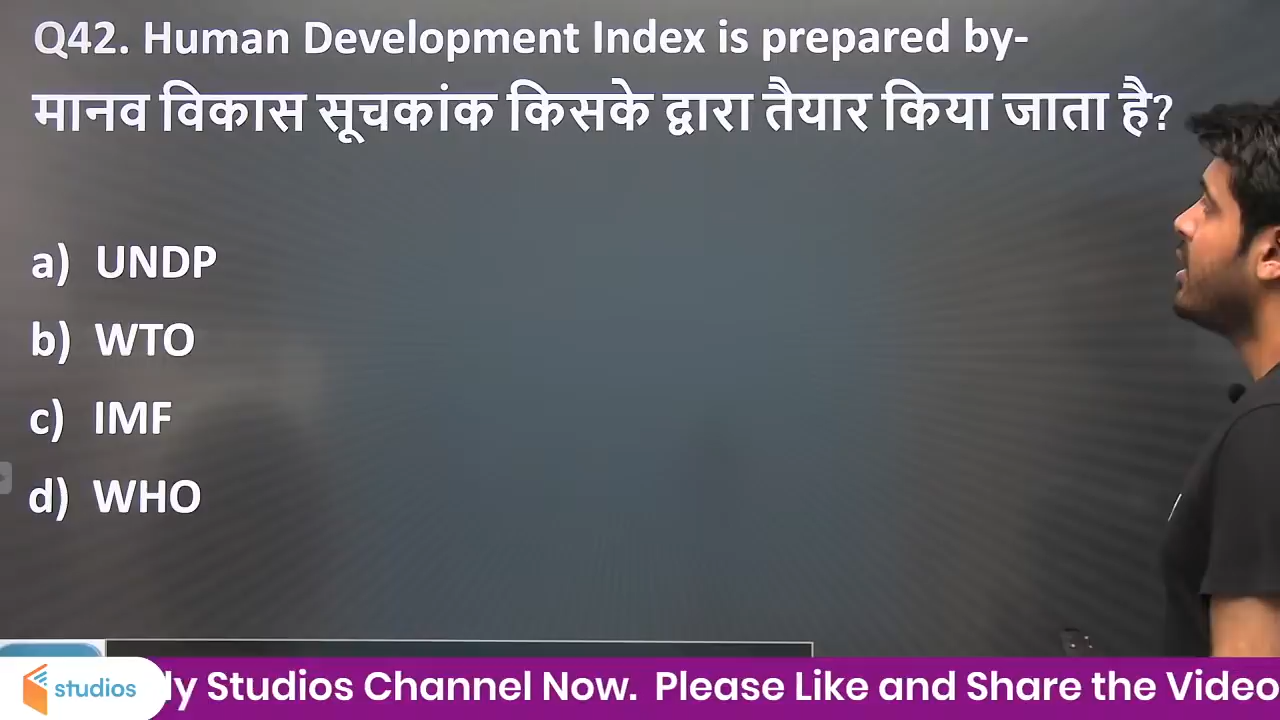 Q42. Human Development Index is prepared by-
मानव विकास सूचकांक किसके द्वारा तैयार किया जाता है?
a) UNDP
b) WTO
c) IMF
d) WHO
studios
Studios Channel Now. Please Like and Share the Video